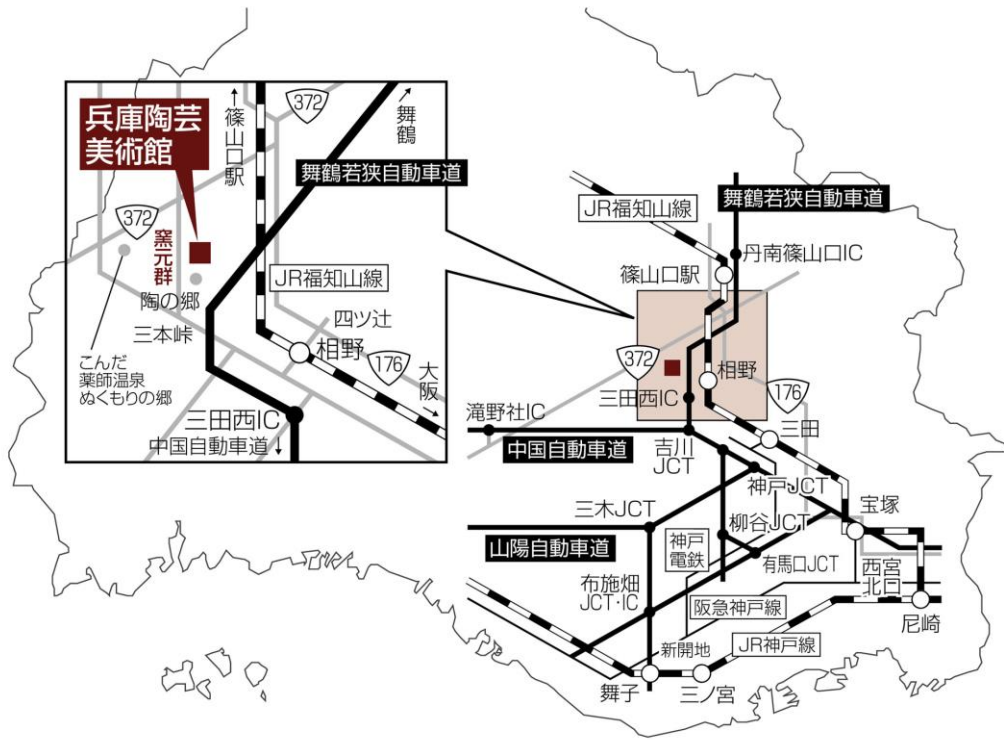 兵庫陶芸
美術館
↑篠山口駅
372
↗舞鶴
舞鶴若狭自動車道
372
窯元群
JR福知山線
陶の郷
三本峠
四ツ辻
こんだ
薬師温泉
ぬくもりの郷
相野
176
大阪→
三田西IC
中国自動車道↓
JR福知山線
舞鶴若狭自動車道
丹南篠山口IC
篠山口駅
372
相野
176
三田西IC
滝野社IC
中国自動車道
吉川
JCT
三田
神戸JCT
三木JCT
山陽自動車道
神戸
電鉄
柳谷JCT
宝塚
有馬口JCT
西宮
北口
布施畑
JCT・IC
阪急神戸線
尼崎
新開地
JR神戸線
舞子
三ノ宮